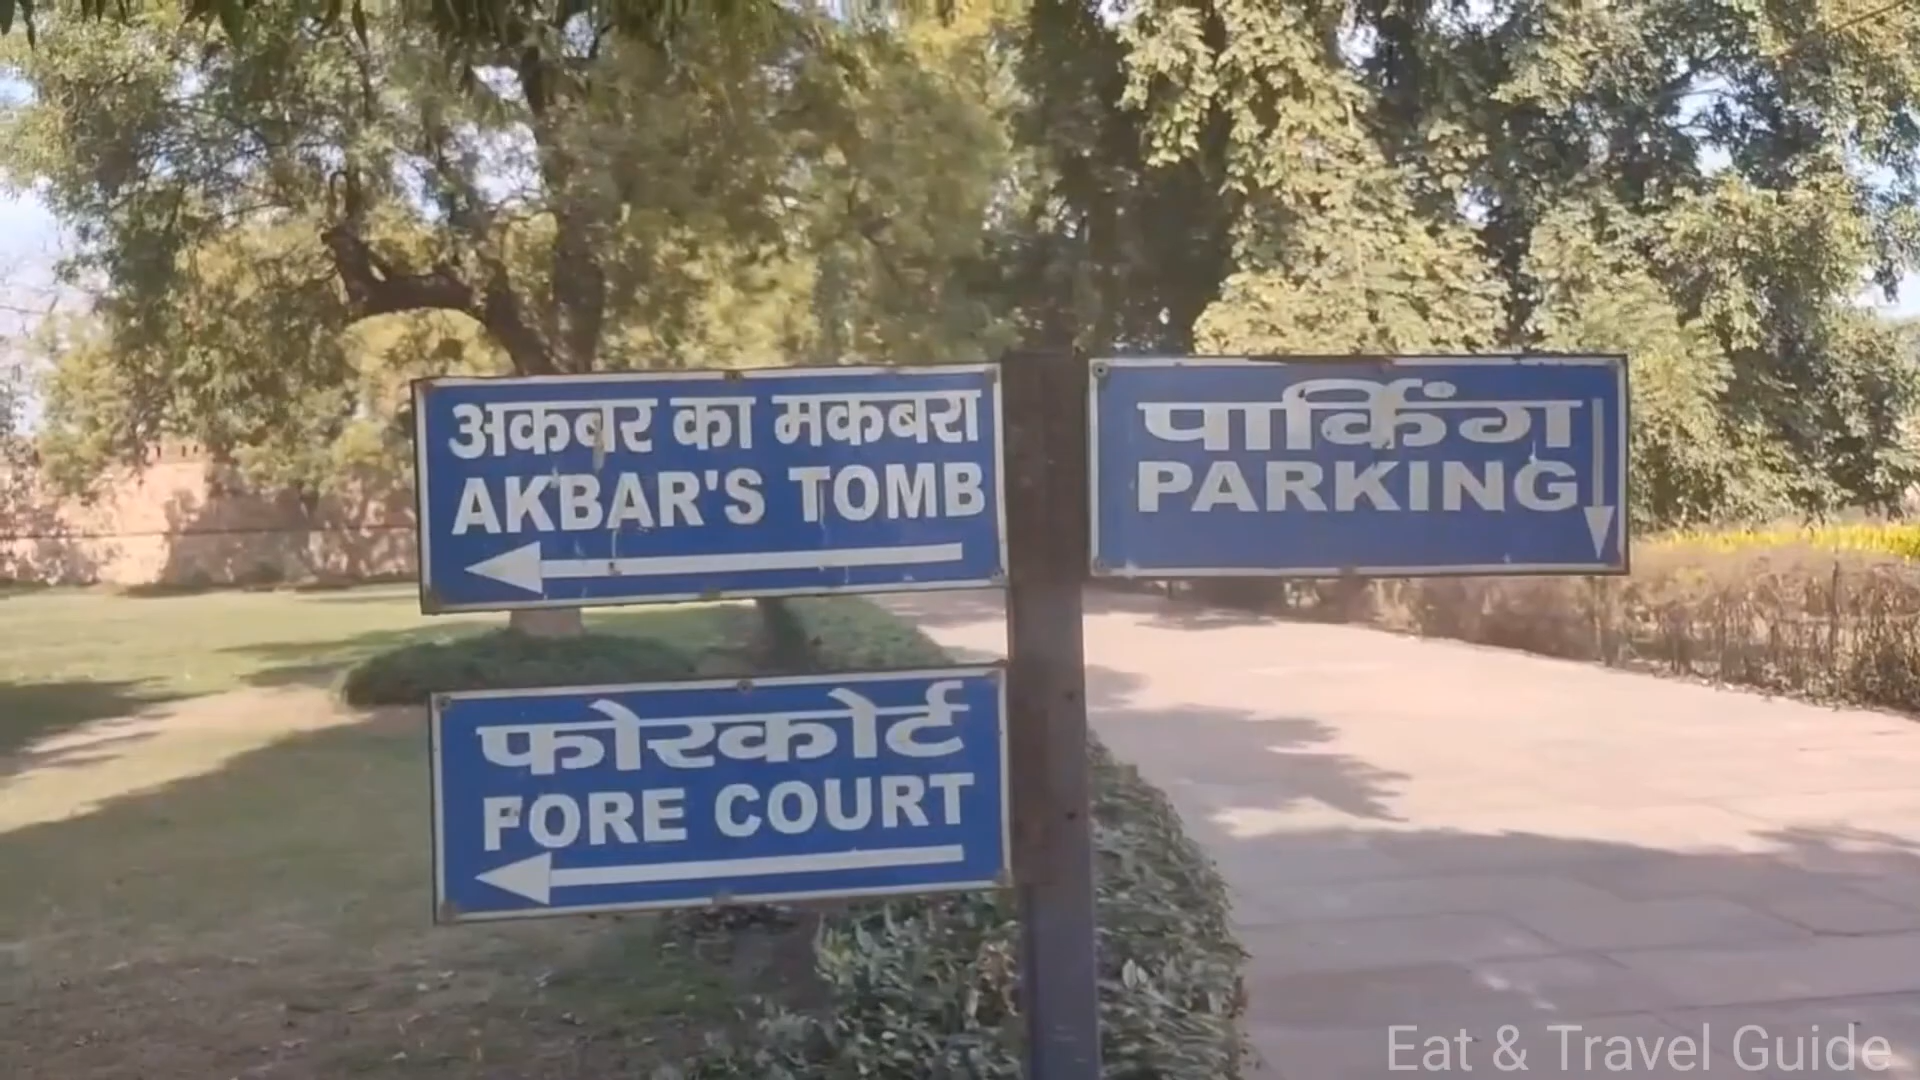 अकबर का मकबरा
AKBAR'S TOMB
पार्किंग
PARKING
फोरकोर्ट
FORE COURT
Eat & Travel Guide